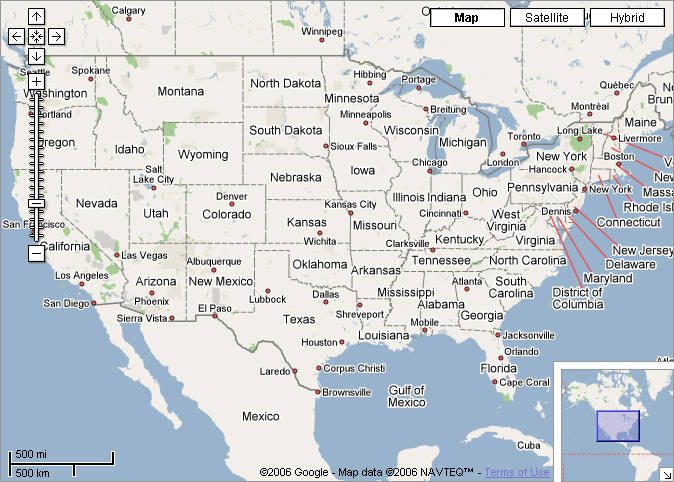 Calgary
Map
Satellite
Hybrid
Winnipeg
Seattle
Spokane
Washington
Montana
North Dakota
Hibbing
Portage
Québec
Minnesota
Breitung
Montréal
Portland
Minneapolis
Maine
Oregon
South Dakota
Wisconsin
Toronto
Long Lake
Livermore
Idaho
Wyoming
Sioux Falls
Michigan
London
New York
Boston
Salt
Lake City
Nebraska
Iowa
Chicago
Hancock
Nevada
Utah
Denver
Colorado
Kansas City
Illinois
Indiana
Ohio
Pennsylvania
New York
Rhode Isl
San Francisco
Kansas
Missouri
Cincinnati
West
Virginia
Dennis
Connecticut
California
Las Vegas
Wichita
Clarksville
Kentucky
Virginia
New Jersey
Albuquerque
Oklahoma
Arkansas
Tennessee
North Carolina
Delaware
Los Angeles
Arizona
New Mexico
Maryland
San Diego
Phoenix
Lubbock
Dallas
Mississippi
Atlanta
South
Carolina
District of
Columbia
Sierra Vista
El Paso
Texas
Shreveport
Alabama
Georgia
Louisiana
Mobile
Houston
Jacksonville
Orlando
Laredo
Corpus Christi
Florida
Cape Coral
Brownsville
Gulf of
Mexico
Mexico
Cuba
500 mi
500 km
©2006 Google - Map data ©2006 NAVTEQ™ - Terms of Use